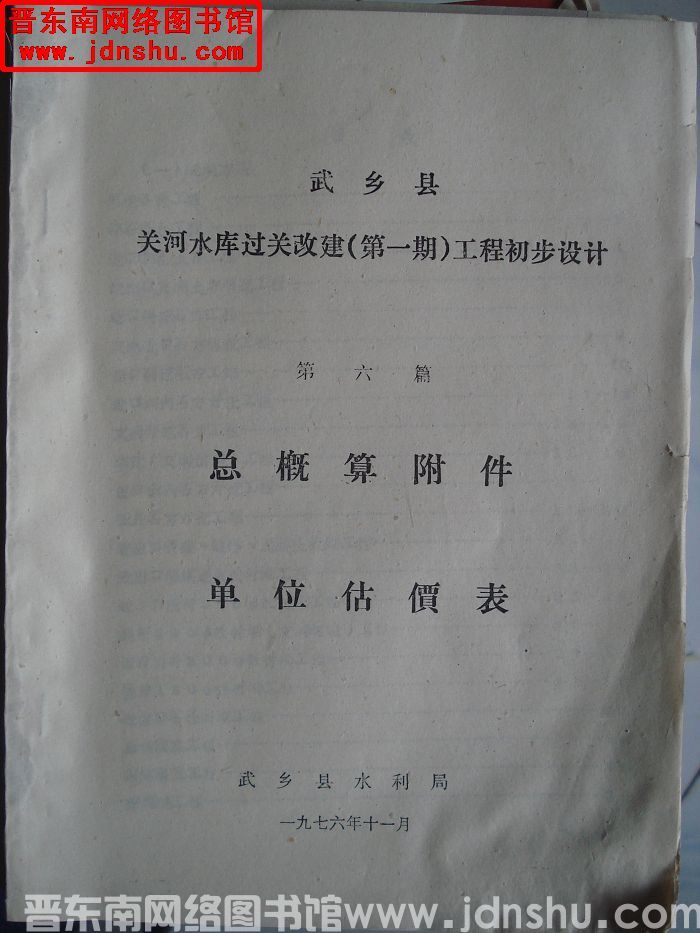 晋东南网络图书馆
www.jdnshu.com
武乡县
关河水库过关改建(第一期)工程初步设计
第六篇
总概算附件
单位估價表
武乡县水利局
一九七六年十一月
晋东南网络图书馆www.jdnshu.com